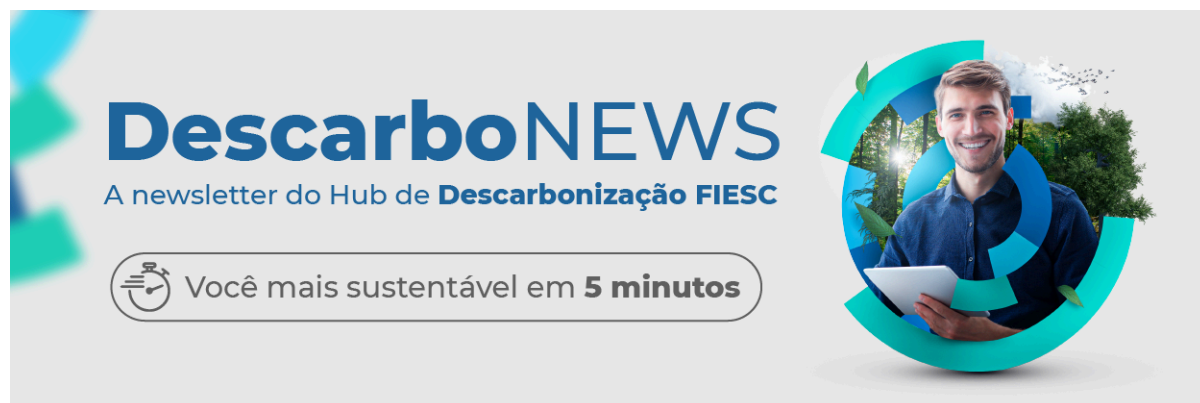 DescarboNEWS
A newsletter do Hub de Descarbonização FIESC
Você mais sustentável em 5 minutos